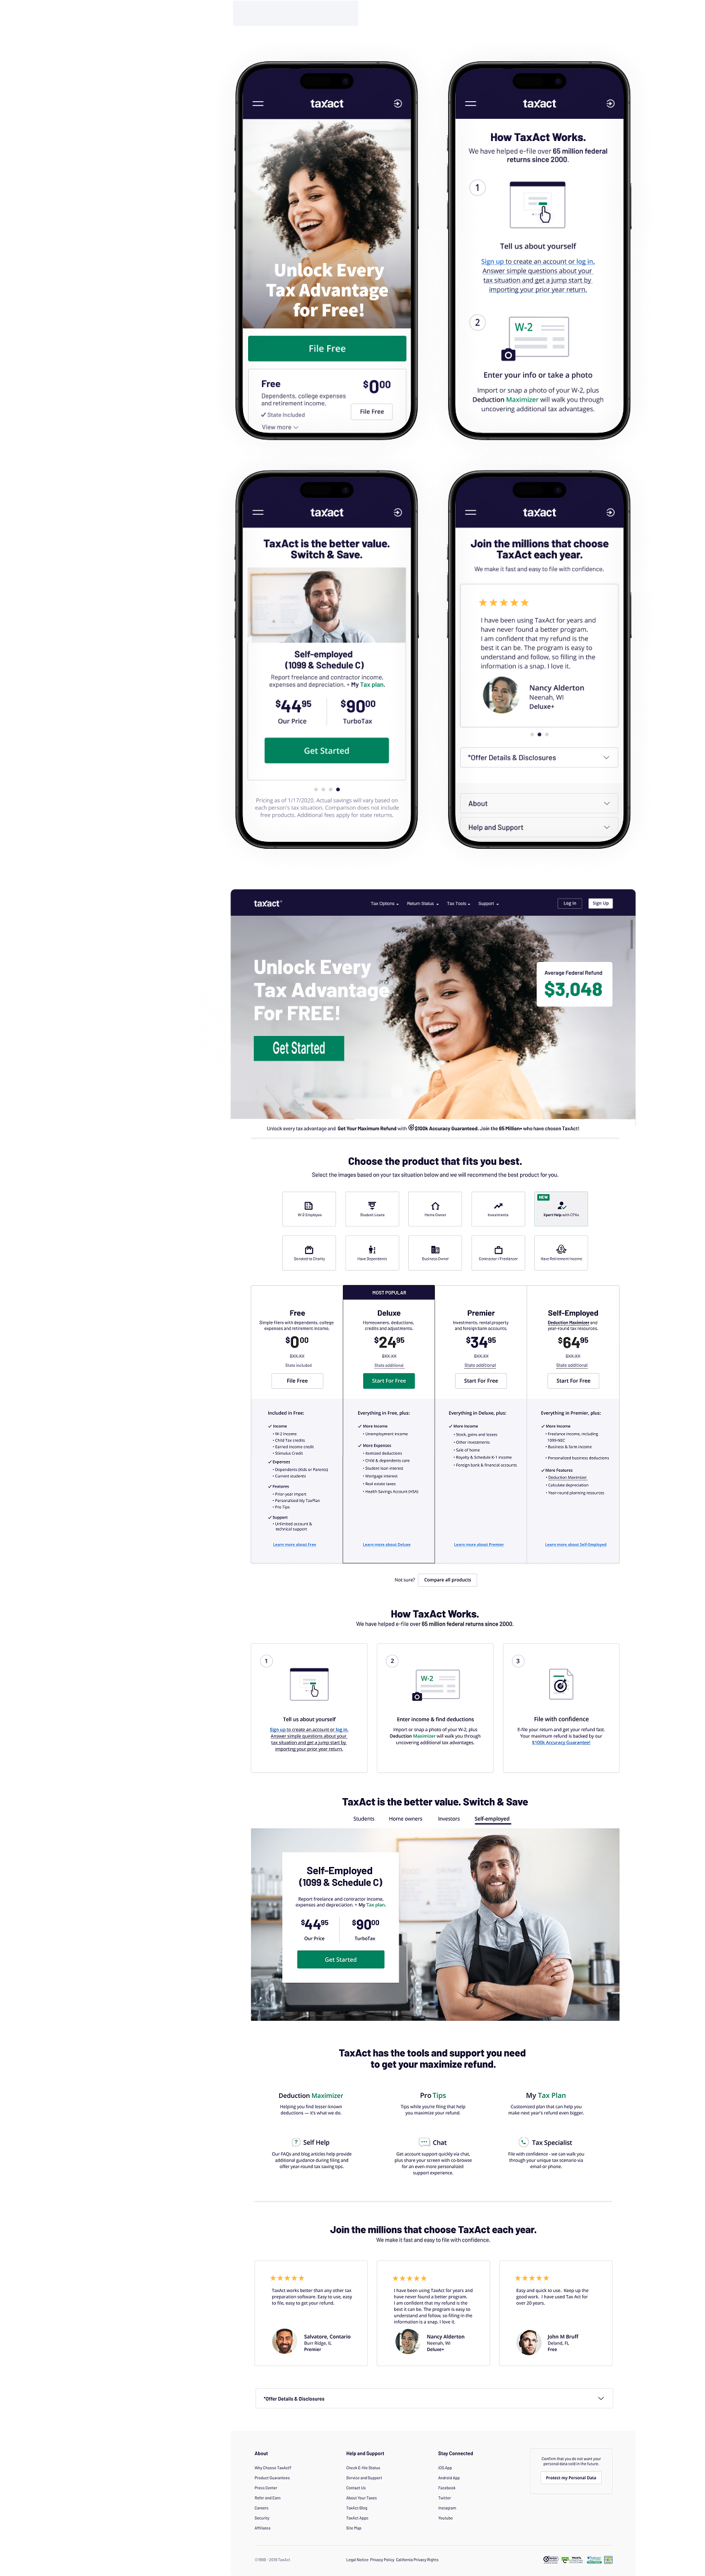 taxact
Unlock Every
Tax Advantage
for Free!
File Free
Free
$0⁰⁰
Dependents, college expenses
and retirement income.
State included
File Free
View more
taxact
How TaxAct Works.
We have helped e-file over 65 million federal
returns since 2000.
1
Tell us about yourself
Sign up to create an account or log in.
Answer simple questions about your
tax situation and get a jump start by
importing your prior year return.
2
W-2
Enter your info or take a photo
Import or snap a photo of your W-2, plus
Deduction Maximizer will walk you through
uncovering additional tax advantages.
taxact
TaxAct is the better value.
Switch & Save.
Self-employed
(1099 & Schedule C)
Report freelance and contractor income,
expenses and depreciation. + My Tax plan.
$44⁹⁵
$90⁰⁰
Our Price
TurboTax
Get Started
Pricing as of 1/17/2020. Actual savings will vary based on
each person's tax situation. Comparison does not include
free products. Additional fees apply for state returns.
taxact
Join the millions that choose
TaxAct each year.
We make it fast and easy to file with confidence.
I have been using TaxAct for years and
have never found a better program.
I am confident that my refund is the
best it can be. The program is easy to
understand and follow, so filling in the
information is a snap. I love it.
Nancy Alderton
Neenah, WI
Deluxe+
*Offer Details & Disclosures
About
Help and Support
taxact
Tax Options
Return Status
Tax Tools
Support
Log In
Sign Up
Unlock Every
Tax Advantage
For FREE!
Get Started
Average Federal Refund
$3,048
Unlock every tax advantage and Get Your Maximum Refund with $100k Accuracy Guaranteed. Join the 65 Million+ who have chosen TaxAct!
Choose the product that fits you best.
Select the images based on your tax situation below and we will recommend the best product for you.
W-2 Employee
Student Loans
Home Owner
Investments
NEW
Xpert Help with CPAs
Donated to Charity
Have Dependents
Business Owner
Contractor / Freelancer
Have Retirement Income
MOST POPULAR
Free
Simple filers with dependents, college
expenses and retirement income.
$0⁰⁰
$XX.XX
State included
File Free
Deluxe
Homeowners, deductions,
credits and adjustments.
$24⁹⁵
$XX.XX
State additional
Start For Free
Premier
Investments, rental property
and foreign bank accounts.
$34⁹⁵
$XX.XX
State additional
Start For Free
Self-Employed
Deduction Maximizer and
year-round tax resources.
$64⁹⁵
$XX.XX
State additional
Start For Free
Included in Free:
Income
• W-2 income
• Child Tax credits
• Earned income credit
• Stimulus Credit
Expenses
• Dependents (Kids or Parents)
• Current students
Features
• Prior-year import
• Personalized My TaxPlan
• Pro Tips
Support
• Unlimited account &
technical support
Learn more about Free
Everything in Free, plus:
More Income
• Unemployment Income
More Expenses
• Itemized deductions
• Child & dependents care
• Student loan interest
• Mortgage interest
• Real estate taxes
• Health Savings Account (HSA)
Learn more about Deluxe
Everything in Deluxe, plus:
More Income
• Stock, gains and losses
• Other investments
• Sale of home
• Royalty & Schedule K-1 income
• Foreign bank & financial accounts
Learn more about Premier
Everything in Premier, plus:
More Income
• Freelance income, including
1099-NEC
• Business & farm income
• Personalized business deductions
More Features
• Deduction Maximizer
• Calculate depreciation
• Year-round planning resources
Learn more about Self-Employed
Not sure?
Compare all products
How TaxAct Works.
We have helped e-file over 65 million federal returns since 2000.
1
Tell us about yourself
Sign up to create an account or log in.
Answer simple questions about your
tax situation and get a jump start by
importing your prior year return.
2
W-2
Enter income & find deductions
Import or snap a photo of your W-2, plus
Deduction Maximizer will walk you through
uncovering additional tax advantages.
3
File with confidence
E-file your return and get your refund fast.
Your maximum refund is backed by our
$100k Accuracy Guarantee!
TaxAct is the better value. Switch & Save
Students
Home owners
Investors
Self-employed
Self-Employed
(1099 & Schedule C)
Report freelance and contractor income,
expenses and depreciation. + My Tax plan.
$44⁹⁵
$90⁰⁰
Our Price
TurboTax
Get Started
TaxAct has the tools and support you need
to get your maximize refund.
Deduction Maximizer
Helping you find lesser-known
deductions — it's what we do.
Pro Tips
Tips while you're filing that help
you maximize your refund.
My Tax Plan
Customized plan that can help you
make next year's refund even bigger.
Self Help
Our FAQs and blog articles help provide
additional guidance during filing and
offer year-round tax saving tips.
Chat
Get account support quickly via chat,
plus share your screen with co-browse
for an even more personalized
support experience.
Tax Specialist
File with confidence - we can walk you
through your unique tax scenario via
email or phone.
Join the millions that choose TaxAct each year.
We make it fast and easy to file with confidence.
TaxAct works better than any other tax
preparation software. Easy to use, easy
to file, easy to get your refund.
Salvatore, Contario
Burr Ridge, IL
Premier
I have been using TaxAct for years and
have never found a better program.
I am confident that my refund is the
best it can be. The program is easy to
understand and follow, so filling in the
information is a snap. I love it.
Nancy Alderton
Neenah, WI
Deluxe+
Easy and quick to use. Keep up the
good work. I have used Tax Act for
over 20 years.
John M Bruff
Deland, FL
Free
*Offer Details & Disclosures
About
Why Choose TaxAct?
Product Guarantees
Press Center
Refer and Earn
Careers
Security
Affiliates
Help and Support
Check E-File Status
Service and Support
Contact Us
About Your Taxes
TaxAct Blog
TaxAct Apps
Site Map
Stay Connected
iOS App
Android App
Facebook
Twitter
Instagram
Youtube
Confirm that you do not want your
personal data sold in the future.
Protect my Personal Data
©1998 - 2019 TaxAct
Legal Notice Privacy Policy California Privacy Rights